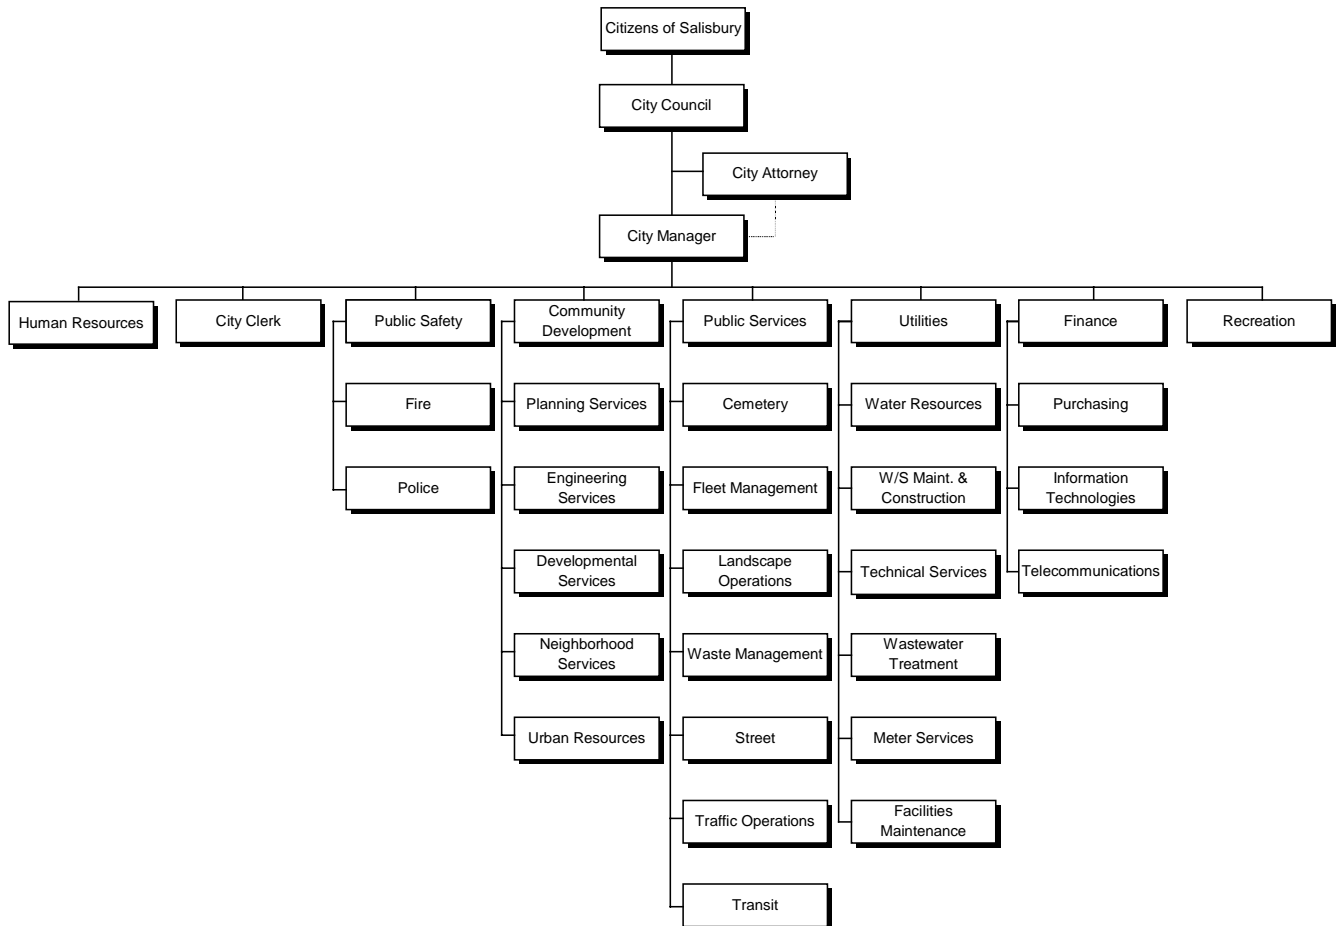 Citizens of Salisbury
City Council
City Attorney
City Manager
Human Resources
City Clerk
Public Safety
Community
Development
Public Services
Utilities
Finance
Recreation
Fire
Planning Services
Cemetery
Water Resources
Purchasing
Police
Engineering
Services
Fleet Management
W/S Maint. &
Construction
Information
Technologies
Developmental
Services
Landscape
Operations
Technical Services
Telecommunications
Neighborhood
Services
Waste Management
Wastewater
Treatment
Urban Resources
Street
Meter Services
Traffic Operations
Facilities
Maintenance
Transit